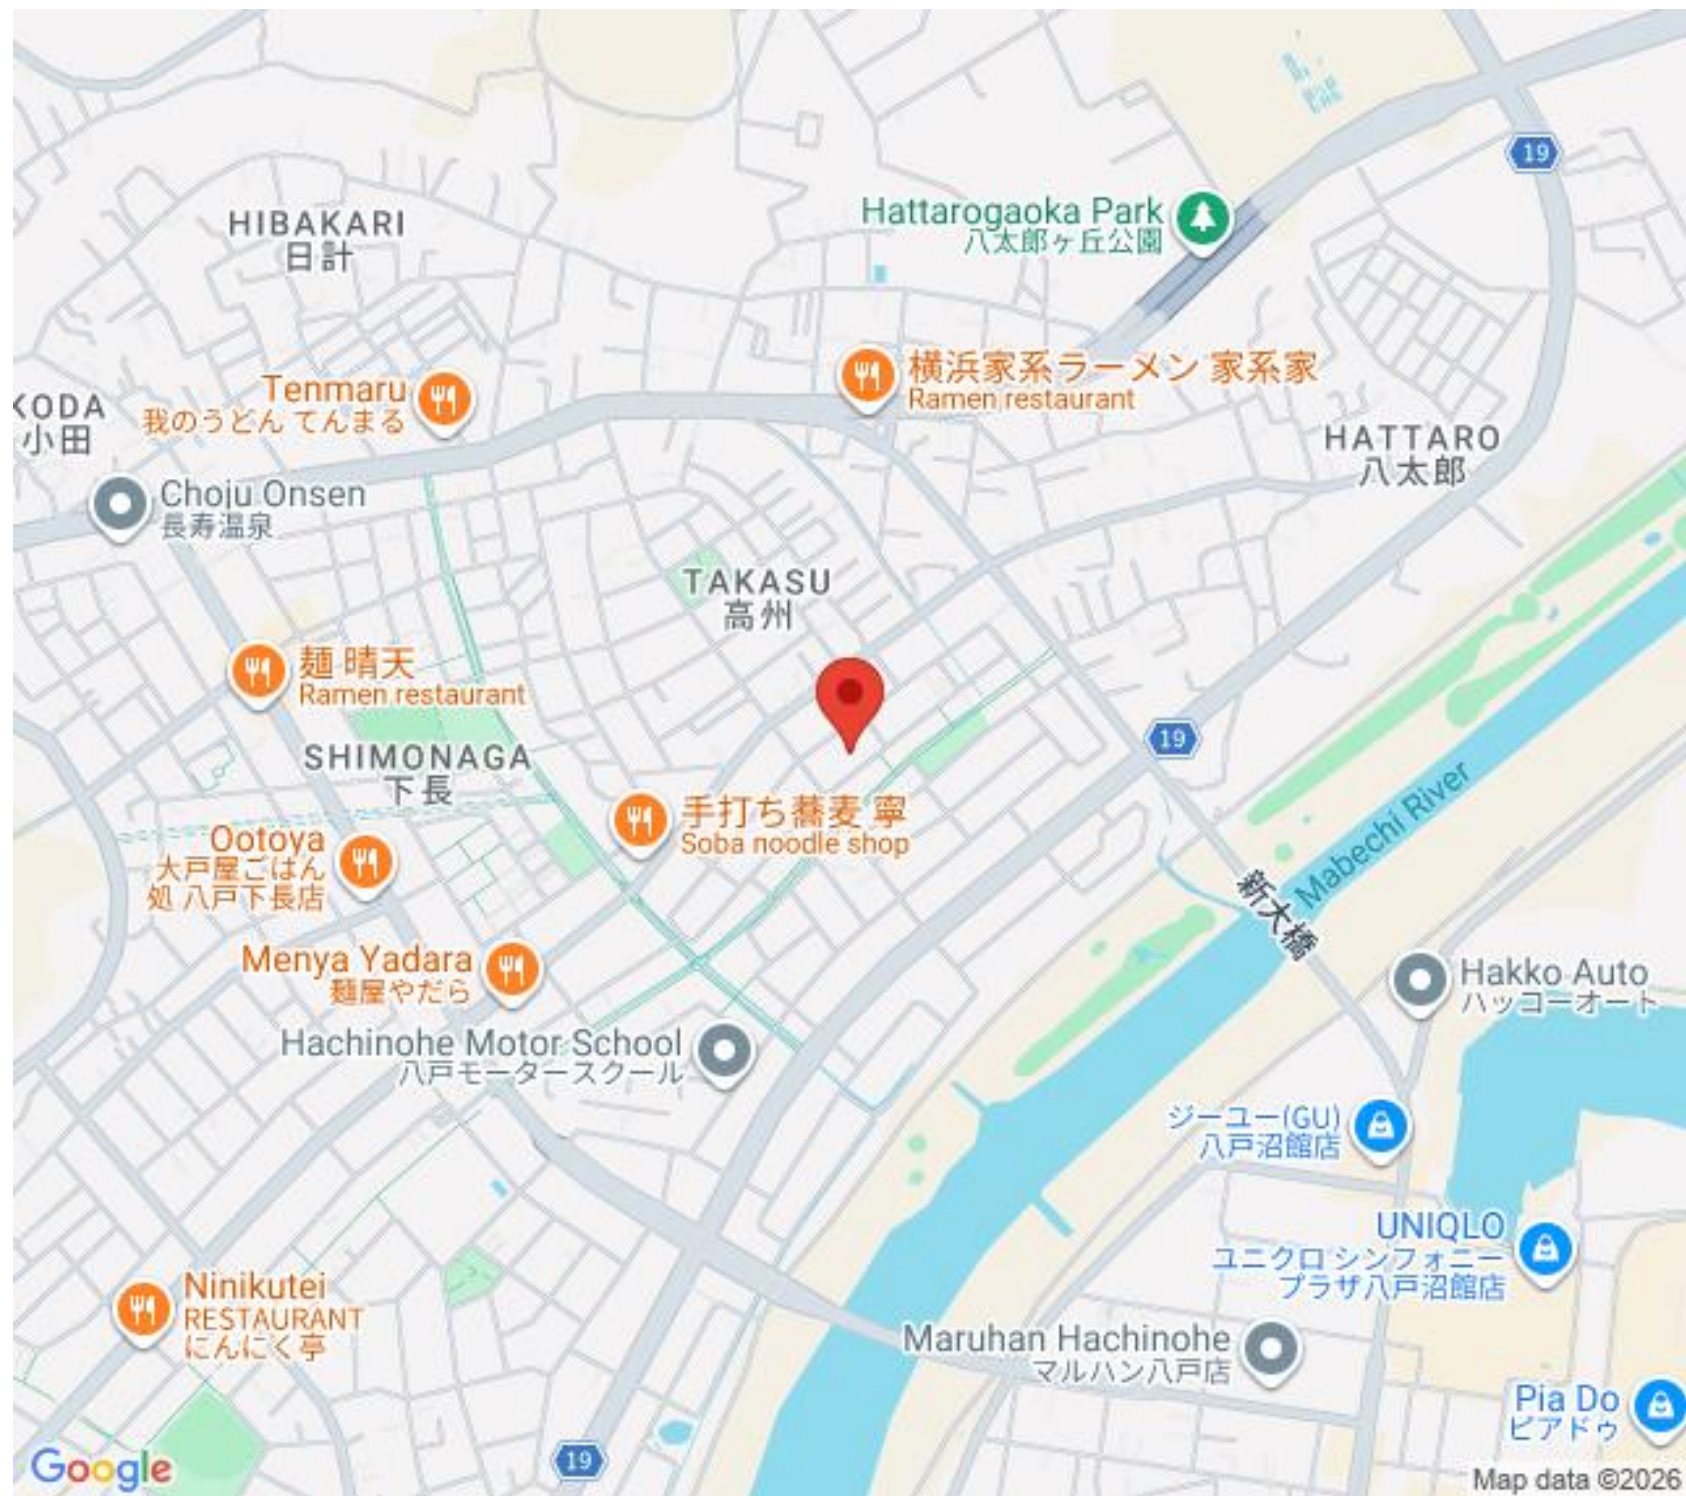 19
Hattarogaoka Park
八太郎ヶ丘公園
HIBAKARI
日計
横浜家系ラーメン 家系家
Ramen restaurant
Tenmaru
我のうどん てんまる
KODA
小田
HATTARO
八太郎
Choju Onsen
長寿温泉
TAKASU
高州
麺 晴天
Ramen restaurant
SHIMONAGA
下長
19
Mabechi River
手打ち蕎麦 寧
Soba noodle shop
Ootoya
大戸屋ごはん
処 八戸下長店
新大橋
Menya Yadara
麺屋やだら
Hakko Auto
ハッコーオート
Hachinohe Motor School
八戸モータースクール
ジーユー(GU)
八戸沼館店
UNIQLO
ユニクロ シンフォニー
プラザ八戸沼館店
Ninikutei
RESTAURANT
にんにく亭
Maruhan Hachinohe
マルハン八戸店
Pia Do
ピアドゥ
19
Google
Map data ©2026